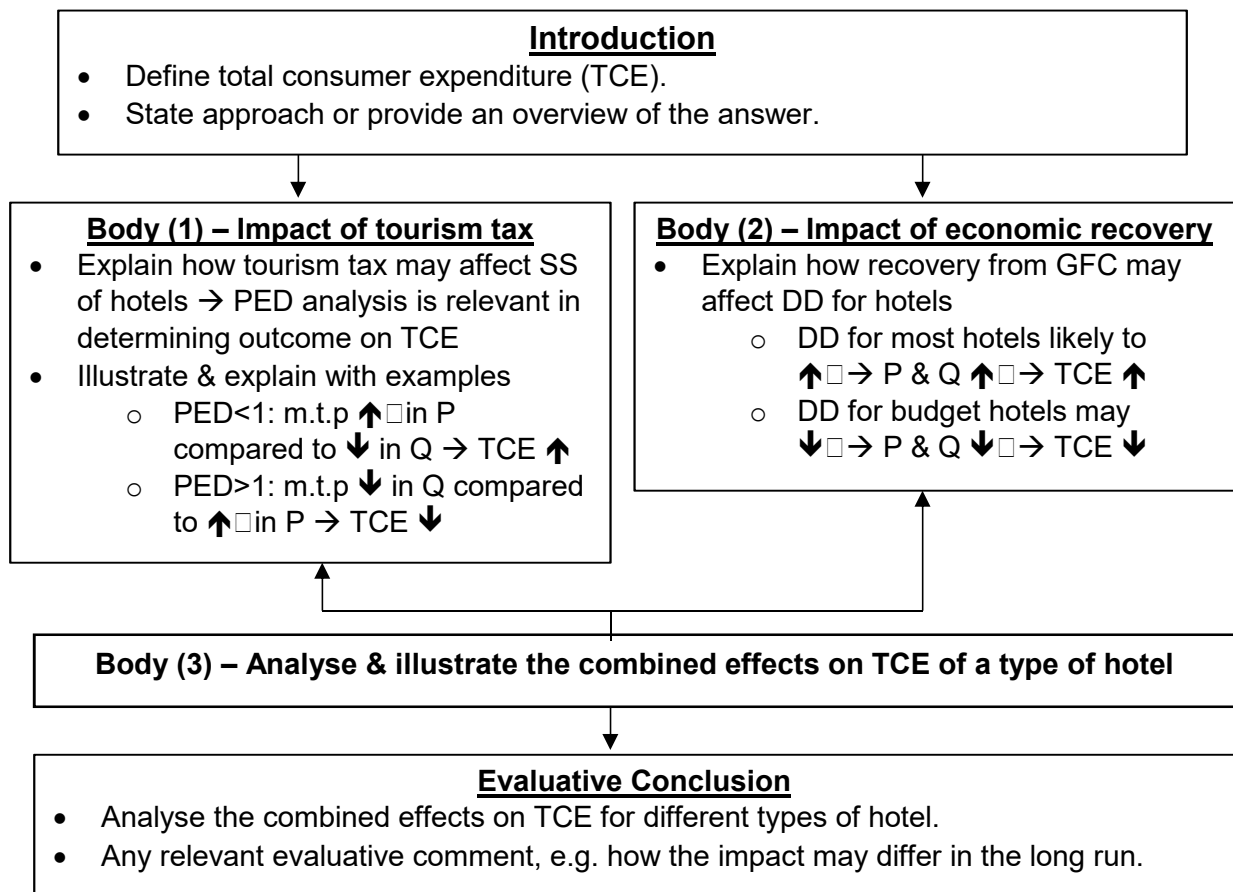 Introduction
• Define total consumer expenditure (TCE).
• State approach or provide an overview of the answer.
Body (1) – Impact of tourism tax
• Explain how tourism tax may affect SS
of hotels → PED analysis is relevant in
determining outcome on TCE
• Illustrate & explain with examples
o PED<1: m.t.p 🡹□in P
compared to 🡻 in Q → TCE 🡹
o PED>1: m.t.p 🡻 in Q compared
to 🡹□in P → TCE 🡻
Body (2) – Impact of economic recovery
• Explain how recovery from GFC may
affect DD for hotels
o DD for most hotels likely to
🡹□→ P & Q 🡹□→ TCE 🡹
o DD for budget hotels may
🡻□→ P & Q 🡻□→ TCE 🡻
Body (3) – Analyse & illustrate the combined effects on TCE of a type of hotel
Evaluative Conclusion
• Analyse the combined effects on TCE for different types of hotel.
• Any relevant evaluative comment, e.g. how the impact may differ in the long run.